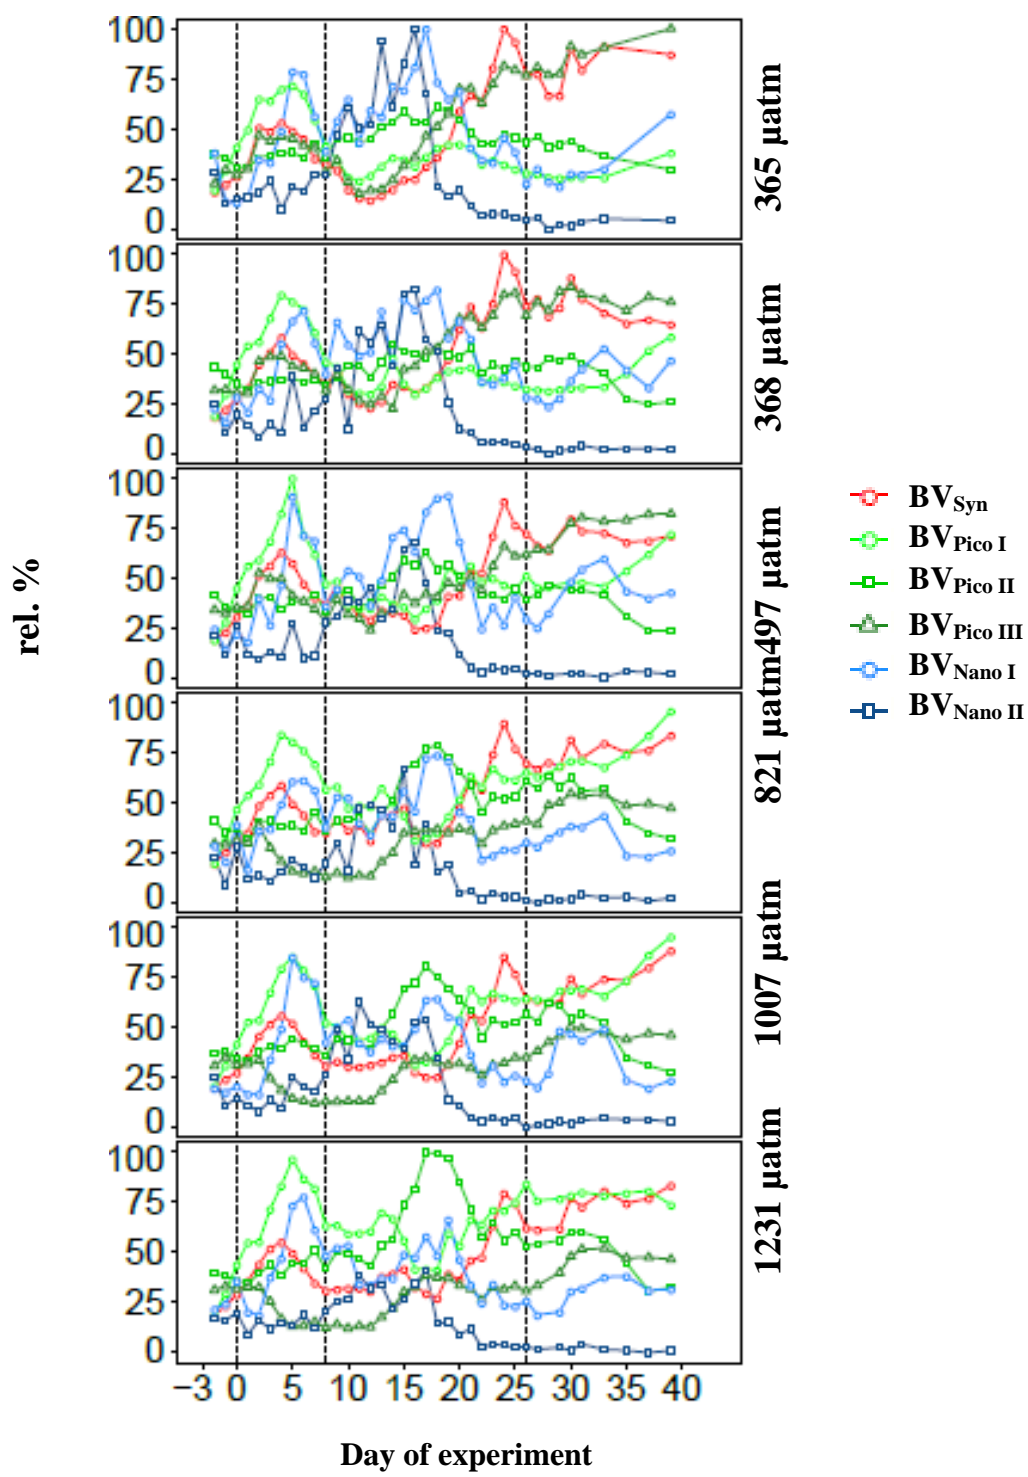 100
75
50
25
0
365 µatm
100
75
50
25
0
368 µatm
100
75
50
25
0
497 µatm
100
75
50
25
0
821 µatm
100
75
50
25
0
1007 µatm
100
75
50
25
0
1231 µatm
−3 0 5 10 15 20 25 30 35 40
Day of experiment
rel. %
BVSyn
BVPico I
BVPico II
BVPico III
BVNano I
BVNano II